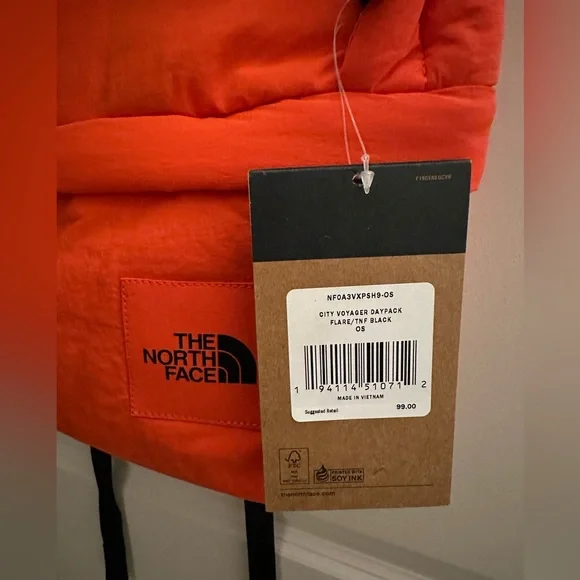 THE
NORTH
FACE
NF0A3VXPSH9-OS
CITY VOYAGER DAYPACK
FLARE/TNF BLACK
OS
1 94114 51071 2
MADE IN VIETNAM
Suggested Retail 99.00
FSC
PRINTED WITH
SOY INK
thenorthface.com